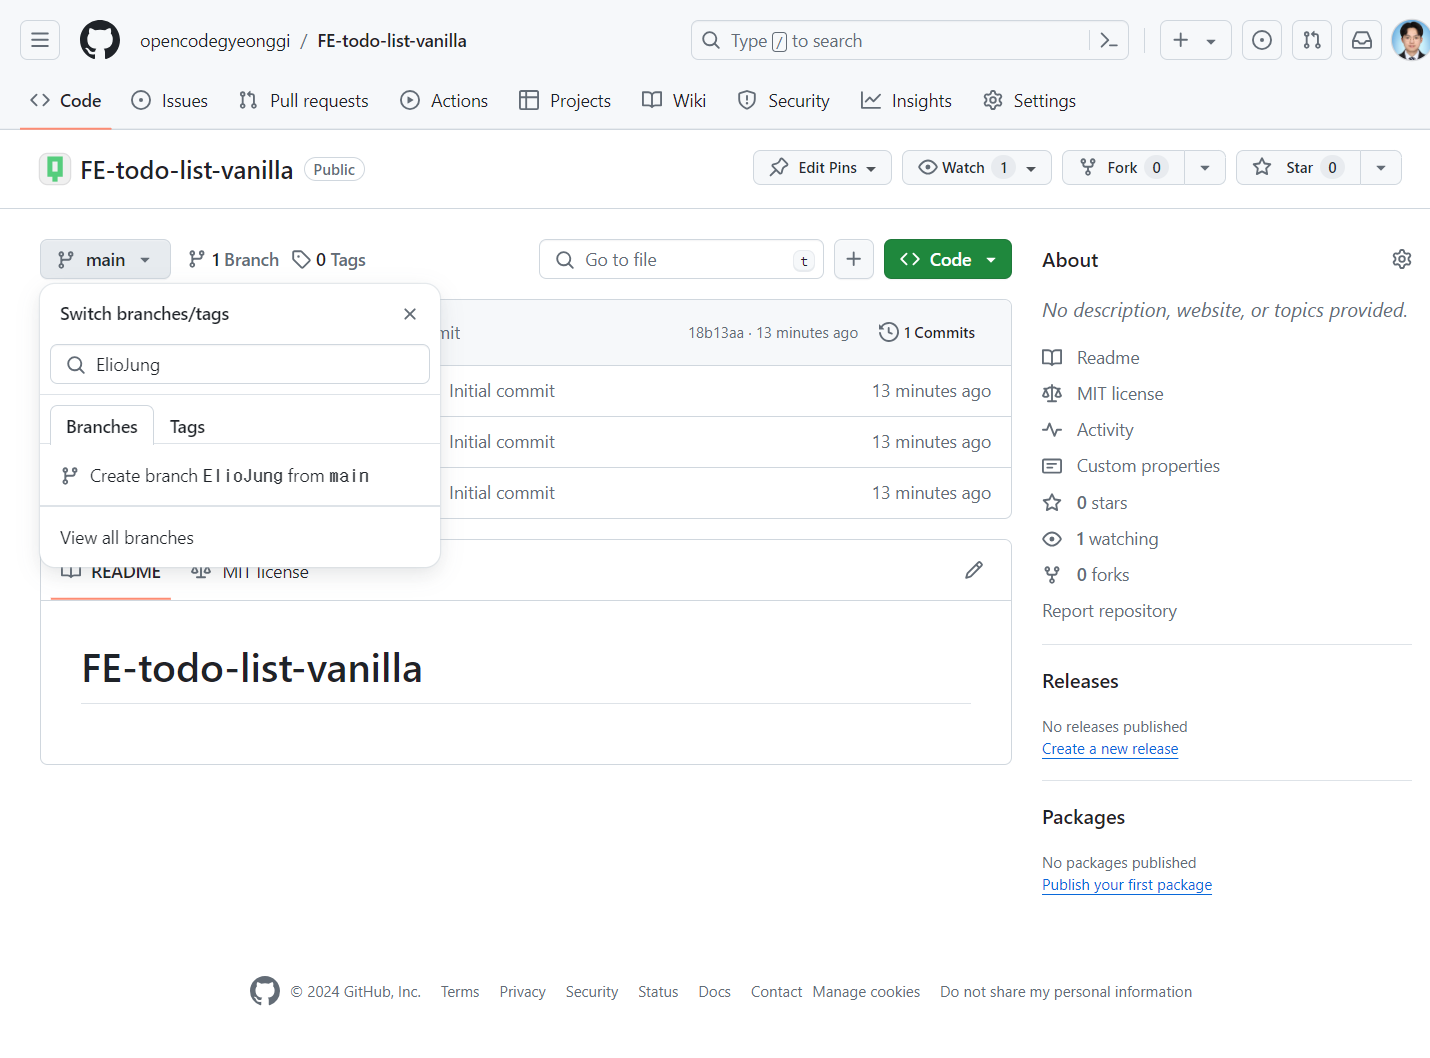 opencodegyeonggi / FE-todo-list-vanilla
Type / to search
Code Issues Pull requests Actions Projects Wiki Security Insights Settings
FE-todo-list-vanilla Public
Edit Pins Watch 1 Fork 0 Star 0
main 1 Branch 0 Tags
Go to file t
Code
Switch branches/tags
ElioJung
Branches Tags
Create branch ElioJung from main
View all branches
18b13aa · 13 minutes ago 1 Commits
Initial commit 13 minutes ago
Initial commit 13 minutes ago
Initial commit 13 minutes ago
README MIT license
FE-todo-list-vanilla
About
No description, website, or topics provided.
Readme
MIT license
Activity
Custom properties
0 stars
1 watching
0 forks
Report repository
Releases
No releases published
Create a new release
Packages
No packages published
Publish your first package
© 2024 GitHub, Inc. Terms Privacy Security Status Docs Contact Manage cookies Do not share my personal information